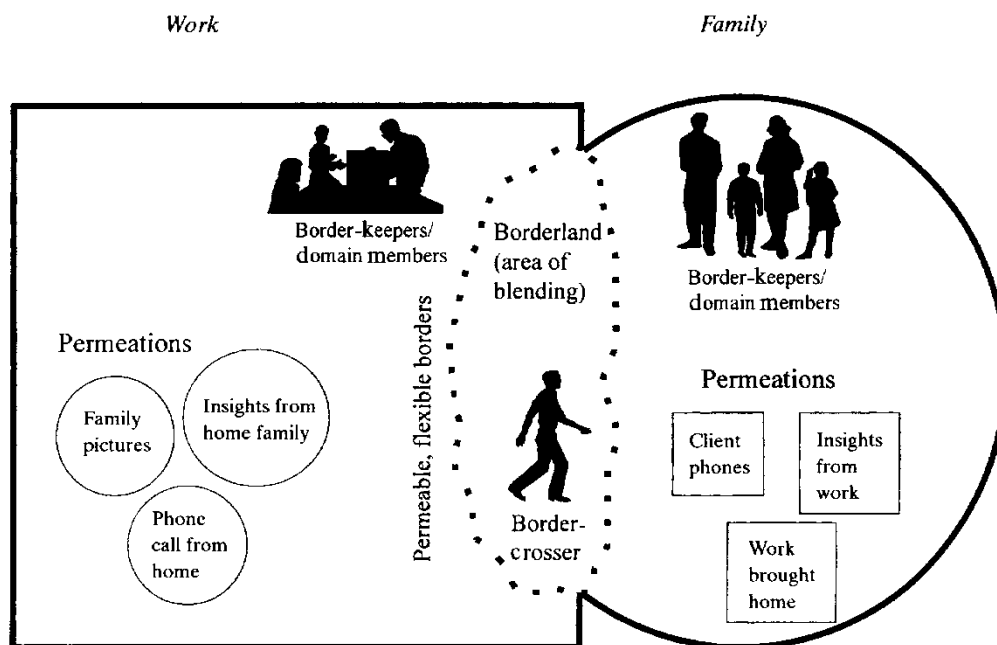 Work
Family
Border-keepers/
domain members
Borderland
(area of
blending)
Border-keepers/
domain members
Permeable, flexible borders
Permeations
Family
pictures
Insights from
home family
Phone
call from
home
Border-
crosser
Permeations
Client
phones
Insights
from
work
Work
brought
home